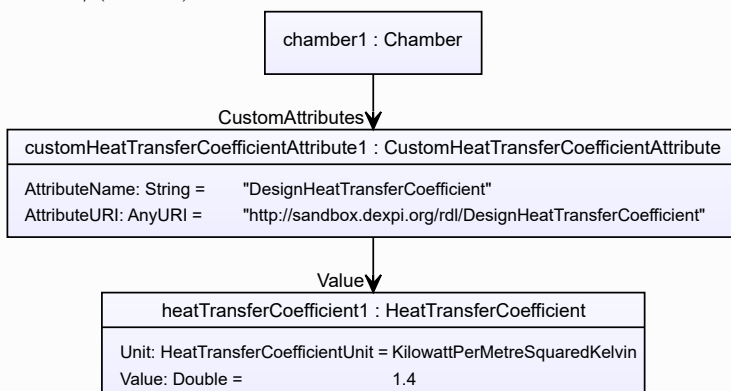 chamber1 : Chamber
CustomAttributes
customHeatTransferCoefficientAttribute1 : CustomHeatTransferCoefficientAttribute
AttributeName: String = "DesignHeatTransferCoefficient"
AttributeURI: AnyURI = "http://sandbox.dexpi.org/rdl/DesignHeatTransferCoefficient"
Value
heatTransferCoefficient1 : HeatTransferCoefficient
Unit: HeatTransferCoefficientUnit = KilowattPerMetreSquaredKelvin
Value: Double = 1.4